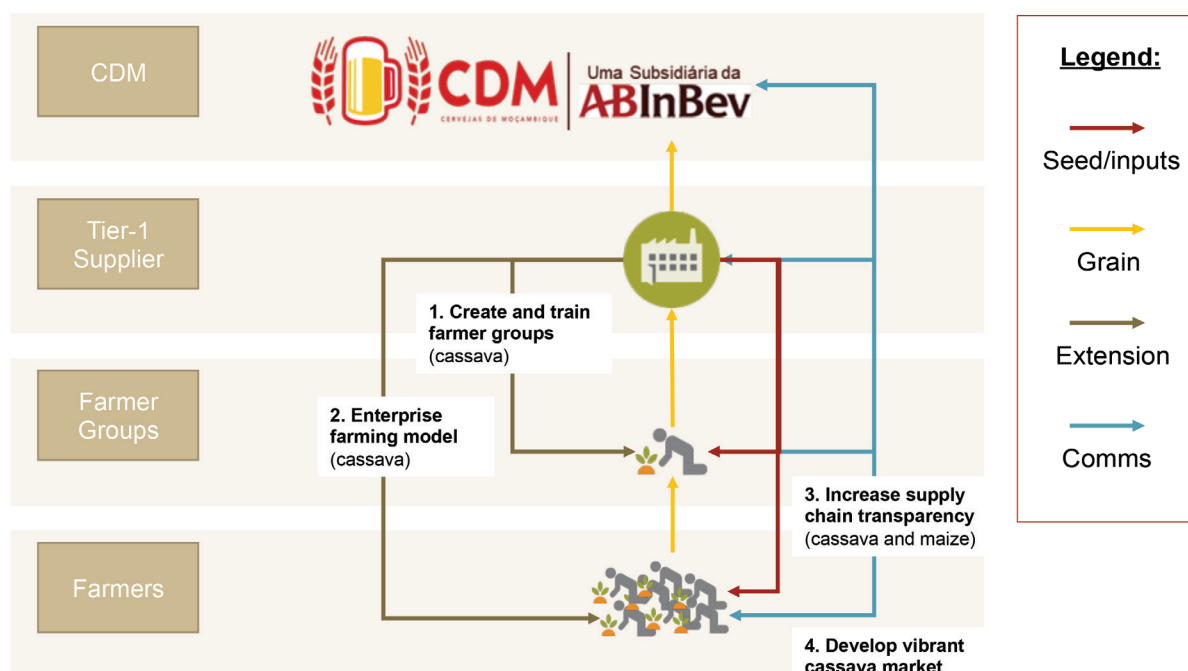 CDM
CDM
CERVEJAS DE MOÇAMBIQUE
Uma Subsidiária da
ABInBev
Tier-1
Supplier
1. Create and train
farmer groups
(cassava)
Farmer
Groups
2. Enterprise
farming model
(cassava)
3. Increase supply
chain transparency
(cassava and maize)
Farmers
4. Develop vibrant
cassava market
Legend:
Seed/inputs
Grain
Extension
Comms